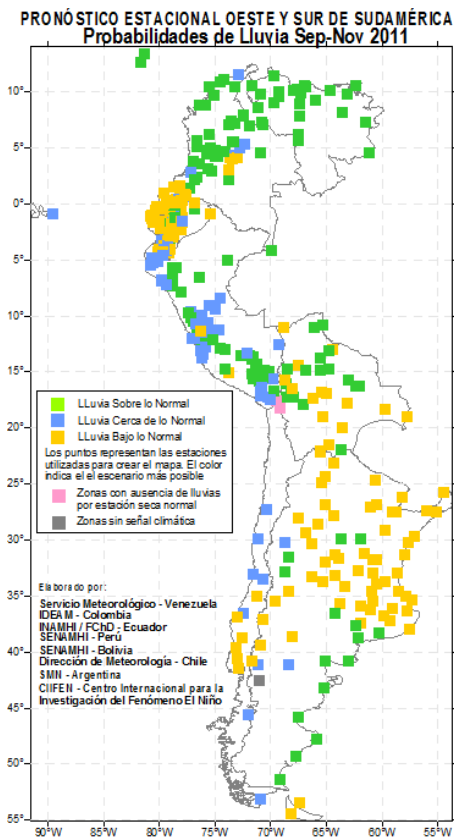 PRONÓSTICO ESTACIONAL OESTE Y SUR DE SUDAMÉRICA
Probabilidades de Lluvia Sep-Nov 2011
10°
5°
0°
5°
10°
15°
LLuvia Sobre lo Normal
LLuvia Cerca de lo Normal
LLuvia Bajo lo Normal
Los puntos representan las estaciones
utilizadas para crear el mapa. El color
indica el el escenario más posible
Zonas con ausencia de lluvias
por estación seca normal
Zonas sin señal climática
20°
25°
30°
35°
40°
45°
50°
55°
Elaborado por:
Servicio Meteorológico - Venezuela
IDEAM - Colombia
INAMHI / FChD - Ecuador
SENAMHI - Perú
SENAMHI - Bolivia
Dirección de Meteorología - Chile
SMN - Argentina
CIIFEN - Centro Internacional para la
Investigación del Fenómeno El Niño
90°W 85°W 80°W 75°W 70°W 65°W 60°W 55°W